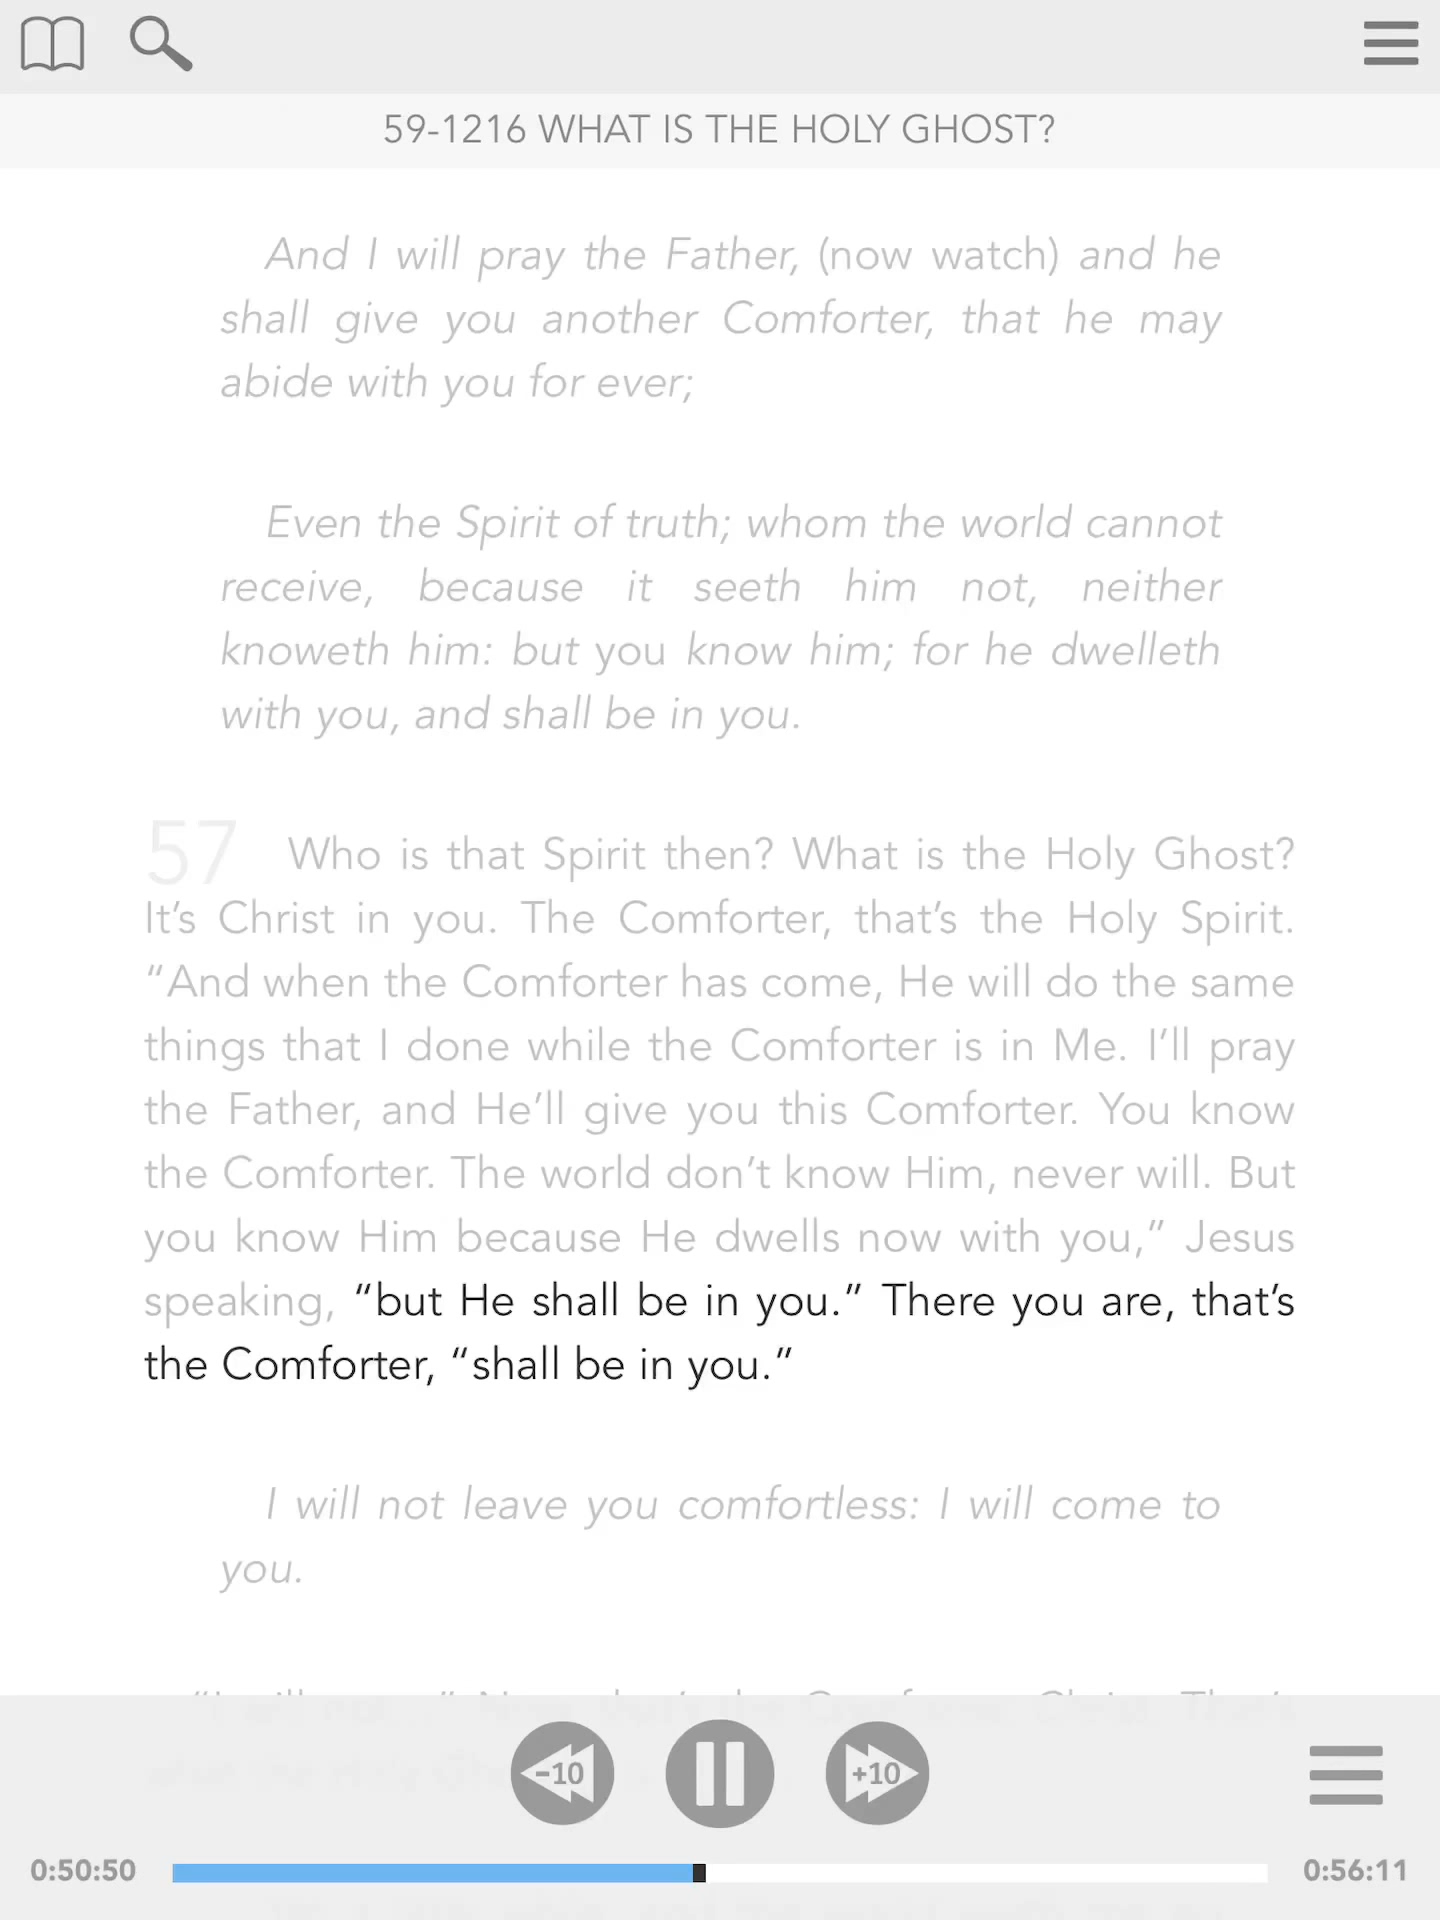 59-1216 WHAT IS THE HOLY GHOST?
And I will pray the Father, (now watch) and he
shall give you another Comforter, that he may
abide with you for ever;
Even the Spirit of truth; whom the world cannot
receive, because it seeth him not, neither
knoweth him: but you know him; for he dwelleth
with you, and shall be in you.
57 Who is that Spirit then? What is the Holy Ghost?
It’s Christ in you. The Comforter, that’s the Holy Spirit.
“And when the Comforter has come, He will do the same
things that I done while the Comforter is in Me. I’ll pray
the Father, and He’ll give you this Comforter. You know
the Comforter. The world don’t know Him, never will. But
you know Him because He dwells now with you,” Jesus
speaking, “but He shall be in you.” There you are, that’s
the Comforter, “shall be in you.”
I will not leave you comfortless: I will come to
you.
-10 +10
0:50:50 0:56:11